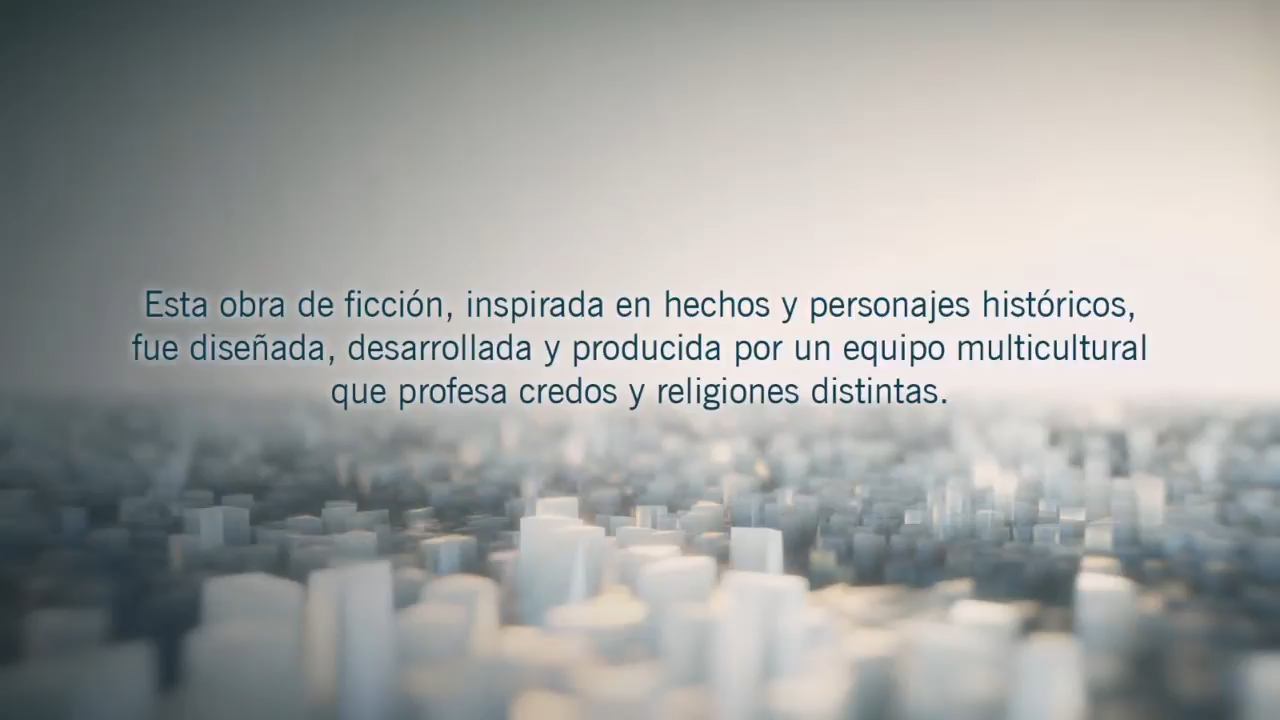 Esta obra de ficción, inspirada en hechos y personajes históricos,
fue diseñada, desarrollada y producida por un equipo multicultural
que profesa credos y religiones distintas.